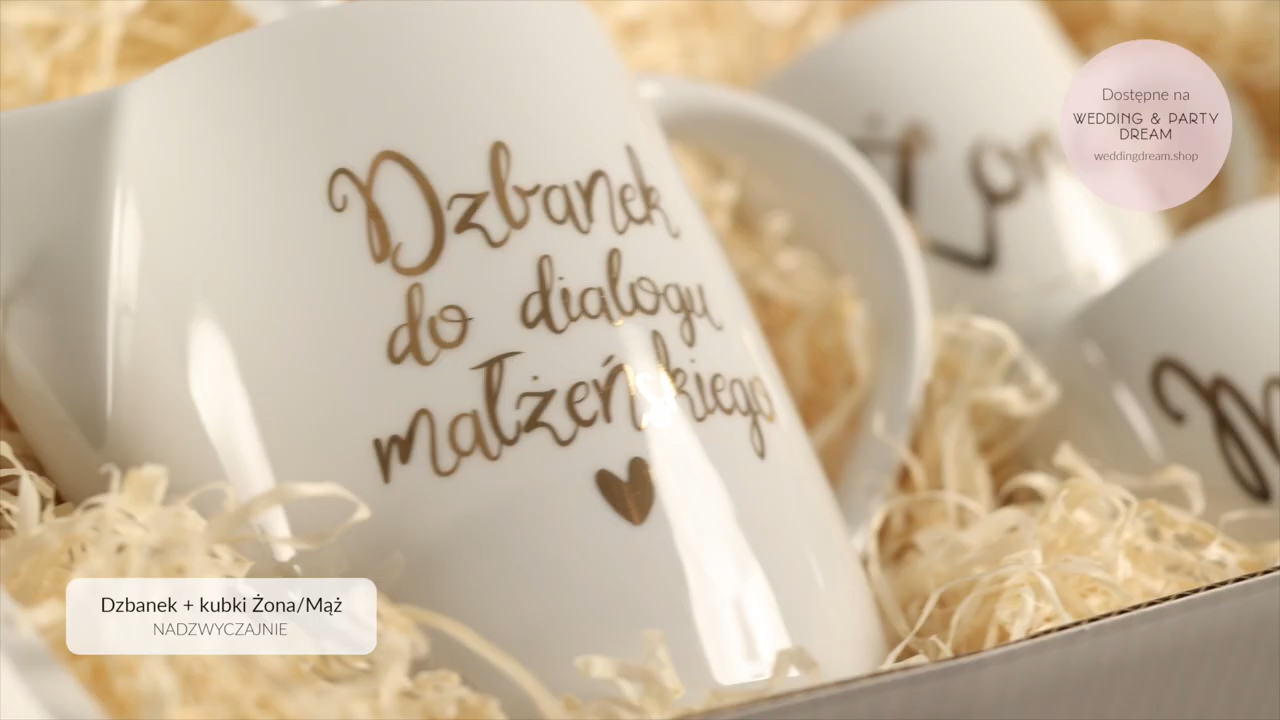 Dzbanek
do dialogu
małżeńskiego
Dostępne na
WEDDING & PARTY
DREAM
weddingdream.shop
Dzbanek + kubki Żona/Mąż
NADZWYCZAJNIE